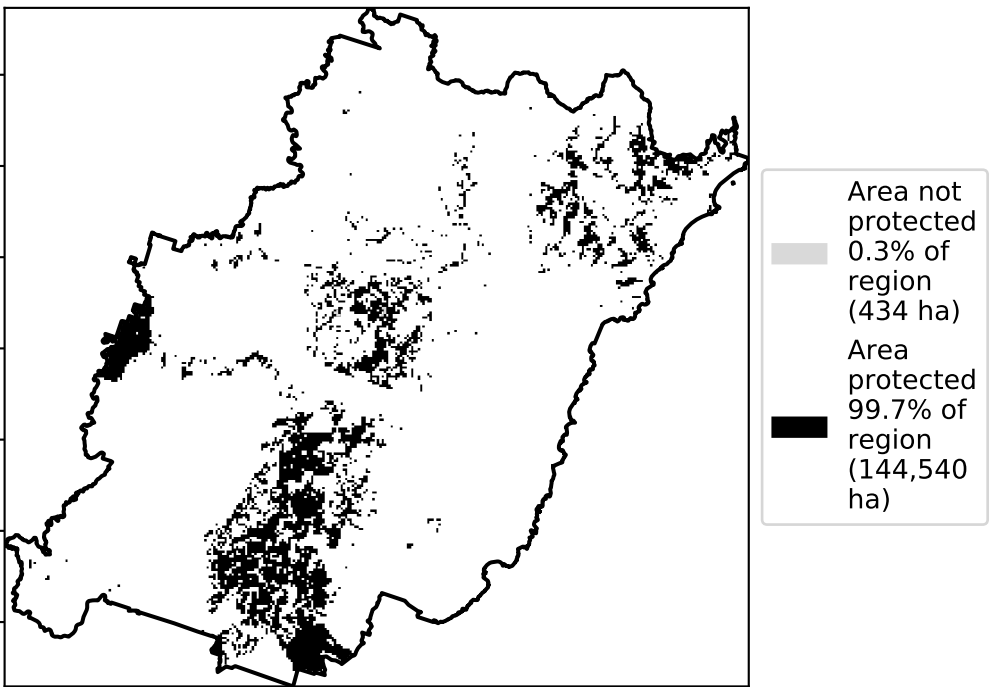 Area not
protected
0.3% of
region
(434 ha)
Area
protected
99.7% of
region
(144,540
ha)